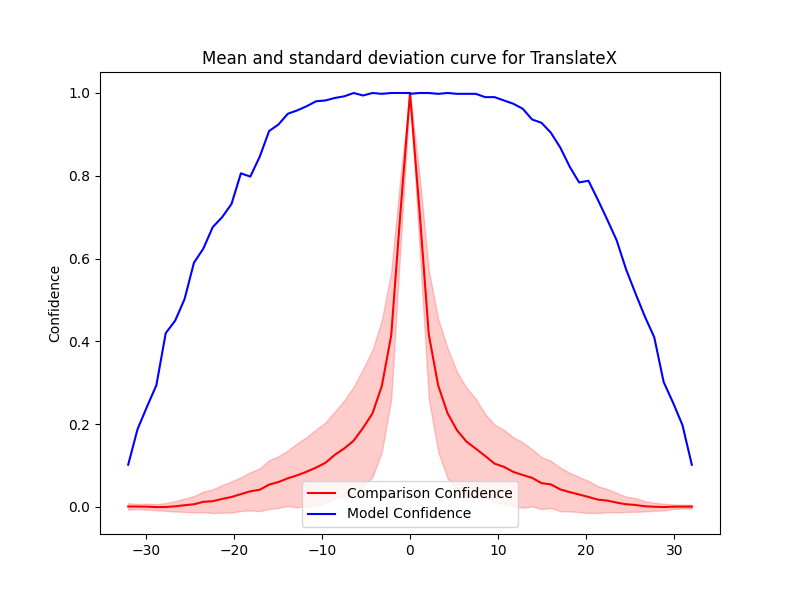 Mean and standard deviation curve for TranslateX
1.0
0.8
0.6
0.4
0.2
0.0
Confidence
Comparison Confidence
Model Confidence
−30 −20 −10 0 10 20 30